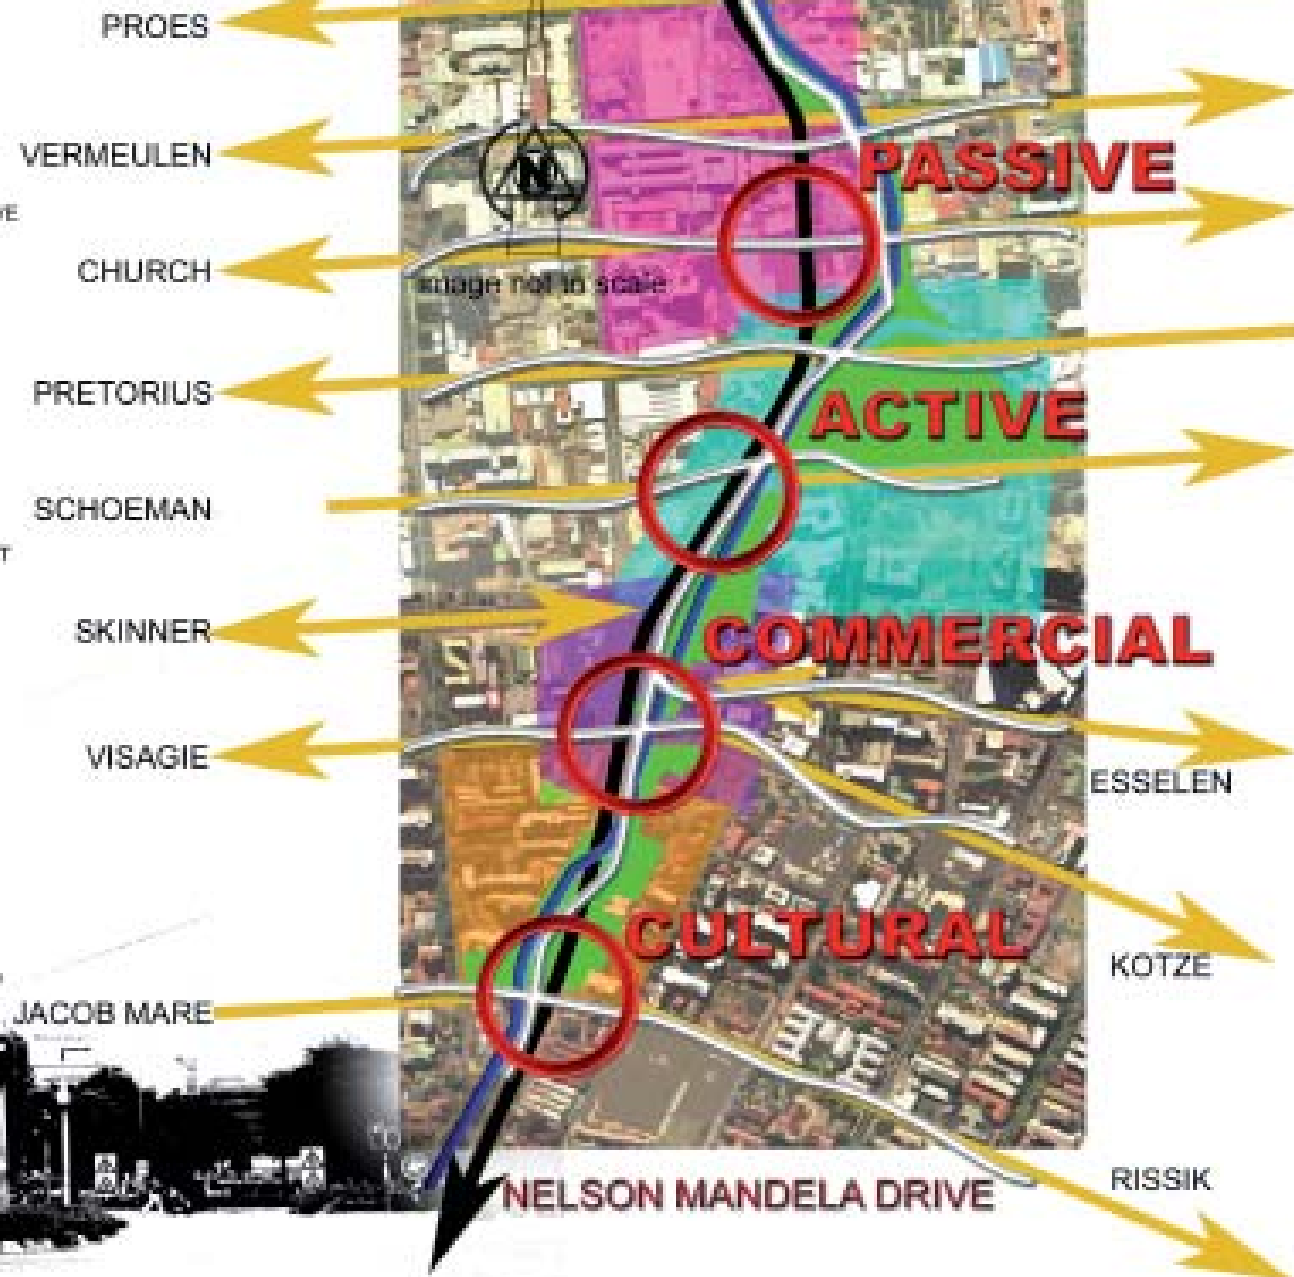 PROES
VERMEULEN
PASSIVE
N
CHURCH
image not in scale
PRETORIUS
ACTIVE
SCHOEMAN
SKINNER
COMMERCIAL
VISAGIE
ESSELEN
CULTURAL
KOTZE
JACOB MARE
RISSIK
NELSON MANDELA DRIVE